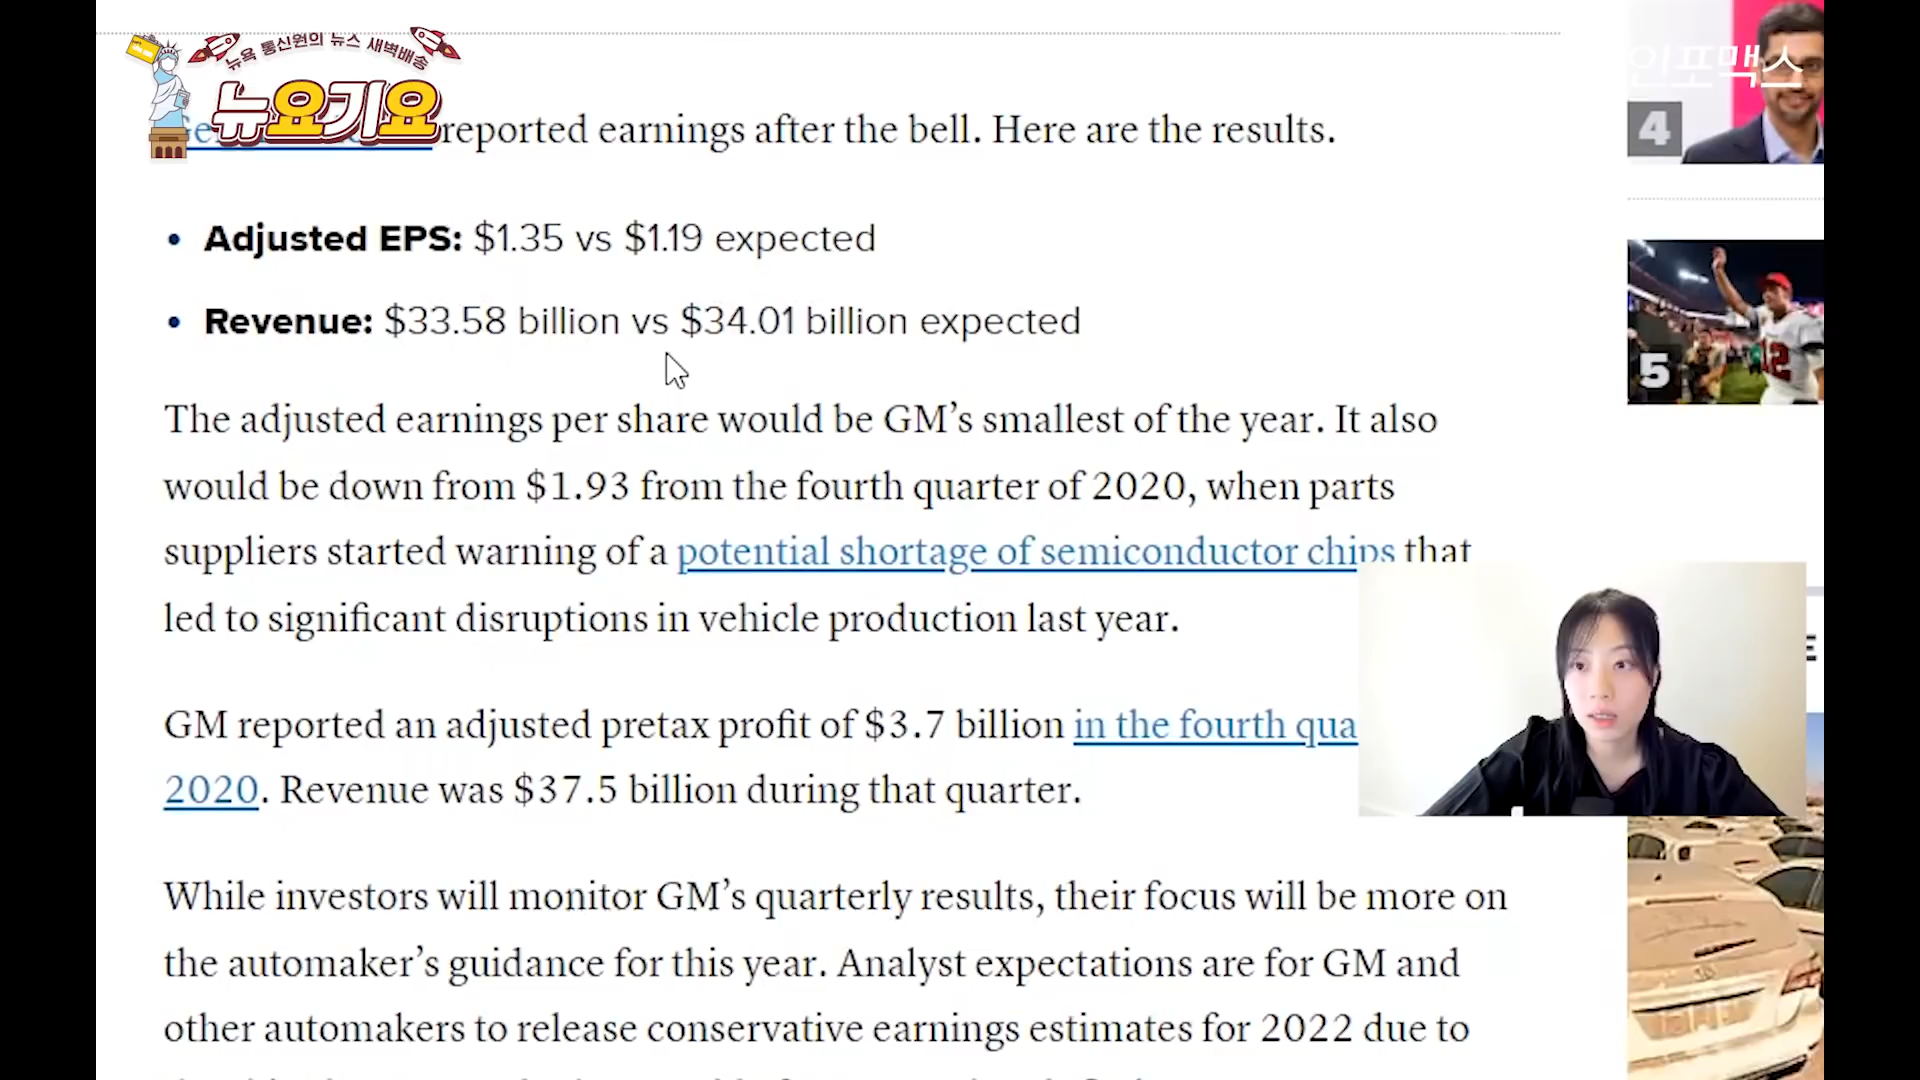 뉴욕 통신원의 뉴스 새벽배송
뉴요기요
인포맥스
reported earnings after the bell. Here are the results.
4
• Adjusted EPS: $1.35 vs $1.19 expected
• Revenue: $33.58 billion vs $34.01 billion expected
12
5
The adjusted earnings per share would be GM’s smallest of the year. It also
would be down from $1.93 from the fourth quarter of 2020, when parts
suppliers started warning of a potential shortage of semiconductor chips that
led to significant disruptions in vehicle production last year.
E
GM reported an adjusted pretax profit of $3.7 billion in the fourth qua
2020. Revenue was $37.5 billion during that quarter.
While investors will monitor GM’s quarterly results, their focus will be more on
the automaker’s guidance for this year. Analyst expectations are for GM and
other automakers to release conservative earnings estimates for 2022 due to